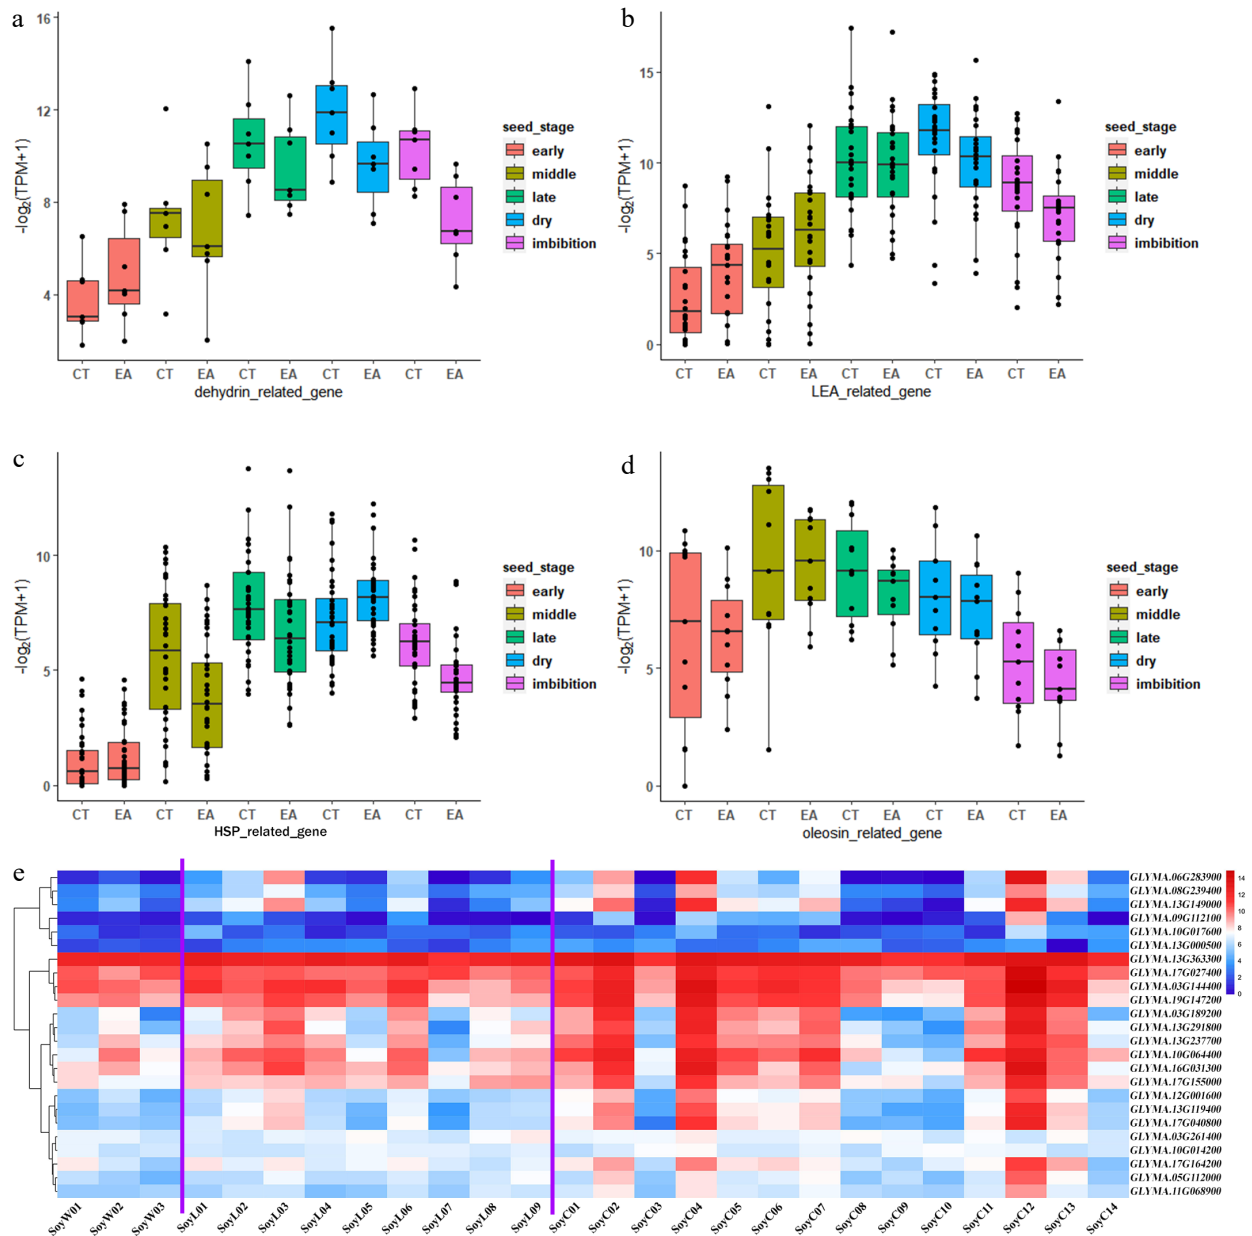 a
16
12
8
4
-log2(TPM+1)
CT EA CT EA CT EA CT EA CT EA
dehydrin_related_gene
seed_stage
early
middle
late
dry
imbibition
b
15
10
5
0
-log2(TPM+1)
CT EA CT EA CT EA CT EA CT EA
LEA_related_gene
seed_stage
early
middle
late
dry
imbibition
c
10
5
0
-log2(TPM+1)
CT EA CT EA CT EA CT EA CT EA
HSP_related_gene
seed_stage
early
middle
late
dry
imbibition
d
10
5
0
-log2(TPM+1)
CT EA CT EA CT EA CT EA CT EA
oleosin_related_gene
seed_stage
early
middle
late
dry
imbibition
e
GLYMA.06G283900
GLYMA.08G239400
GLYMA.13G149000
GLYMA.09G112100
GLYMA.10G017600
GLYMA.13G000500
GLYMA.13G363300
GLYMA.17G027400
GLYMA.03G144400
GLYMA.19G147200
GLYMA.03G189200
GLYMA.13G291800
GLYMA.13G237700
GLYMA.10G064400
GLYMA.16G031300
GLYMA.17G155000
GLYMA.12G001600
GLYMA.13G119400
GLYMA.17G040800
GLYMA.03G261400
GLYMA.10G014200
GLYMA.17G164200
GLYMA.05G112000
GLYMA.11G068900
14
12
10
8
6
4
2
0
SoyW01 SoyW02 SoyW03 SoyL01 SoyL02 SoyL03 SoyL04 SoyL05 SoyL06 SoyL07 SoyL08 SoyL09 SoyC01 SoyC02 SoyC03 SoyC04 SoyC05 SoyC06 SoyC07 SoyC08 SoyC09 SoyC10 SoyC11 SoyC12 SoyC13 SoyC14